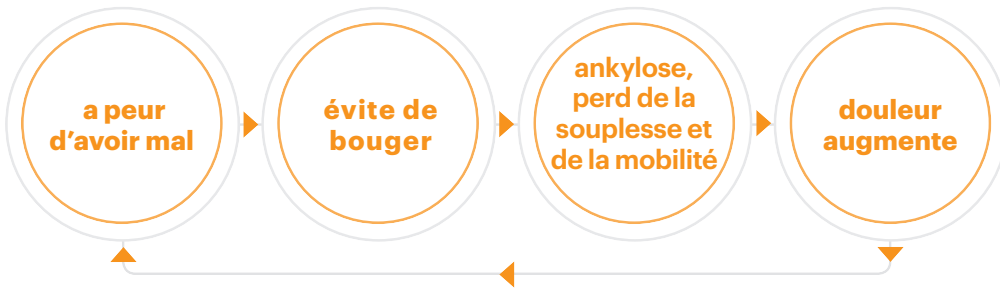 a peur
d’avoir mal
évite de
bouger
ankylose,
perd de la
souplesse et
de la mobilité
douleur
augmente